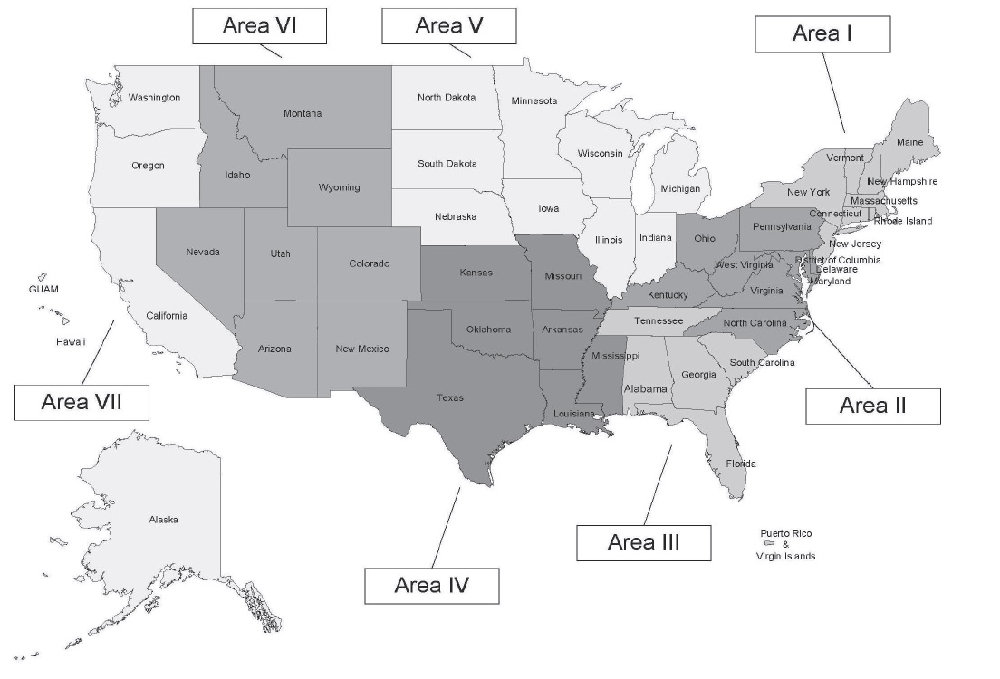 Area VI
Area V
Area I
Washington
Montana
North Dakota
Minnesota
Maine
Oregon
Idaho
Wyoming
South Dakota
Wisconsin
Michigan
Vermont
New Hampshire
New York
Massachusetts
Connecticut
Rhode Island
Nebraska
Iowa
Illinois
Indiana
Ohio
Pennsylvania
New Jersey
Nevada
Utah
Colorado
Kansas
Missouri
West Virginia
District of Columbia
Delaware
Maryland
Kentucky
Virginia
GUAM
Hawaii
California
Arizona
New Mexico
Oklahoma
Arkansas
Tennessee
North Carolina
Mississippi
Alabama
Georgia
South Carolina
Texas
Louisiana
Florida
Area VII
Area II
Alaska
Area III
Area IV
Puerto Rico
&
Virgin Islands